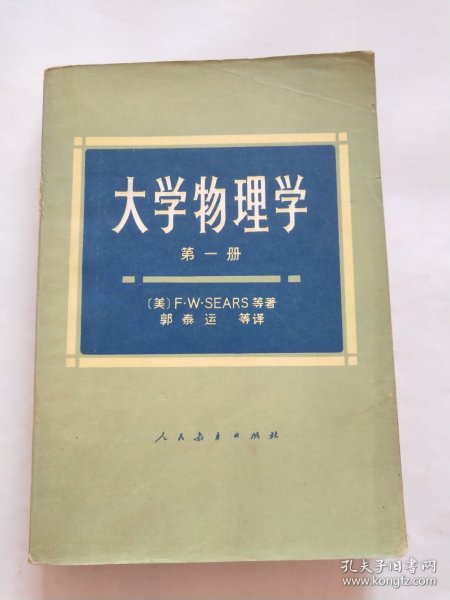 大学物理学
第一册
〔美〕F·W·SEARS 等著
郭泰运 等译
人民教育出版社
孔夫子旧书网
www.kongfz.com